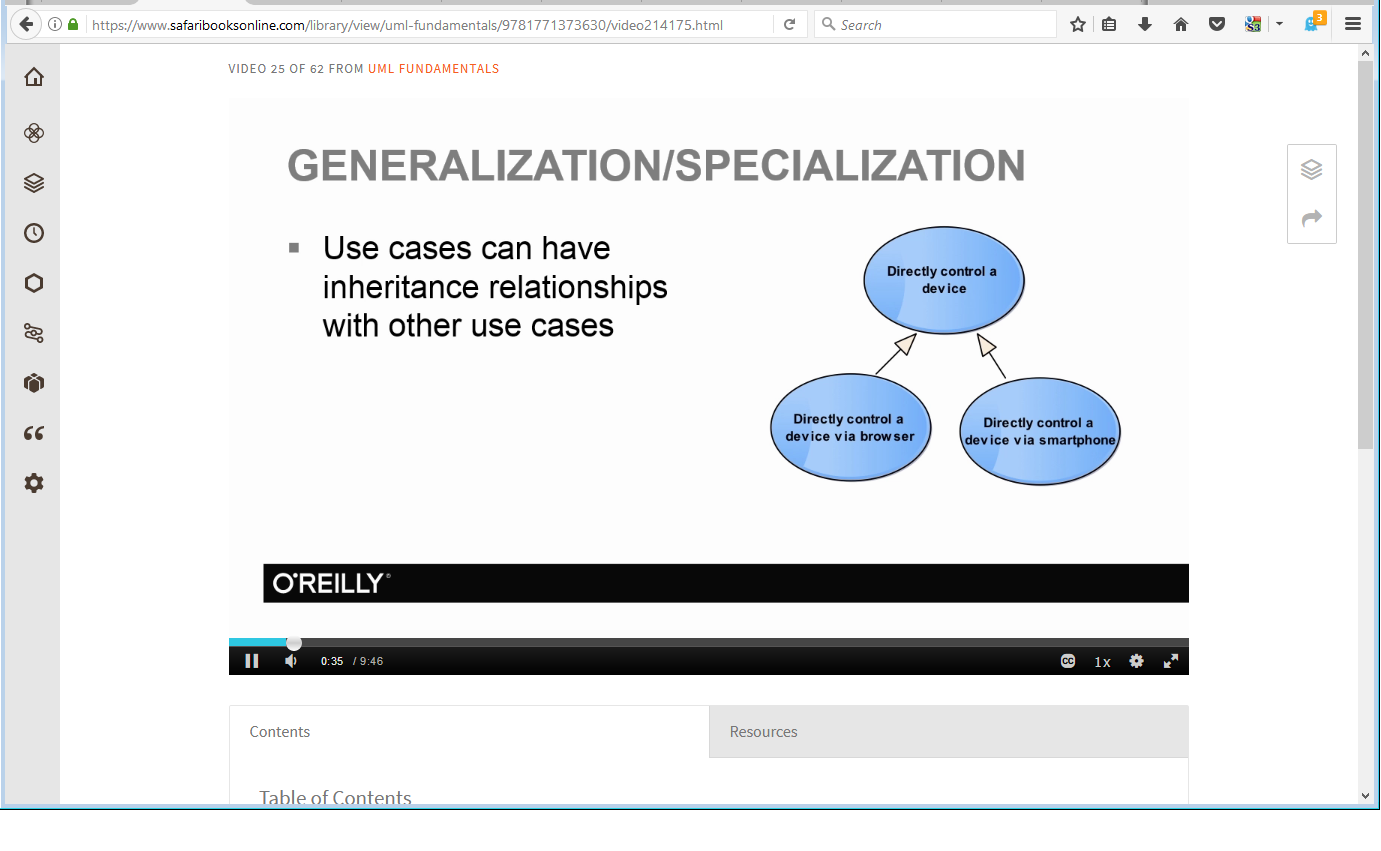 https://www.safaribooksonline.com/library/view/uml-fundamentals/9781771373630/video214175.html
Search
3
VIDEO 25 OF 62 FROM UML FUNDAMENTALS
GENERALIZATION/SPECIALIZATION
▪ Use cases can have
inheritance relationships
with other use cases
Directly control a
device
Directly control a
device via browser
Directly control a
device via smartphone
O'REILLY®
0:35 / 9:46
CC
1x
Contents
Resources
Table of Contents